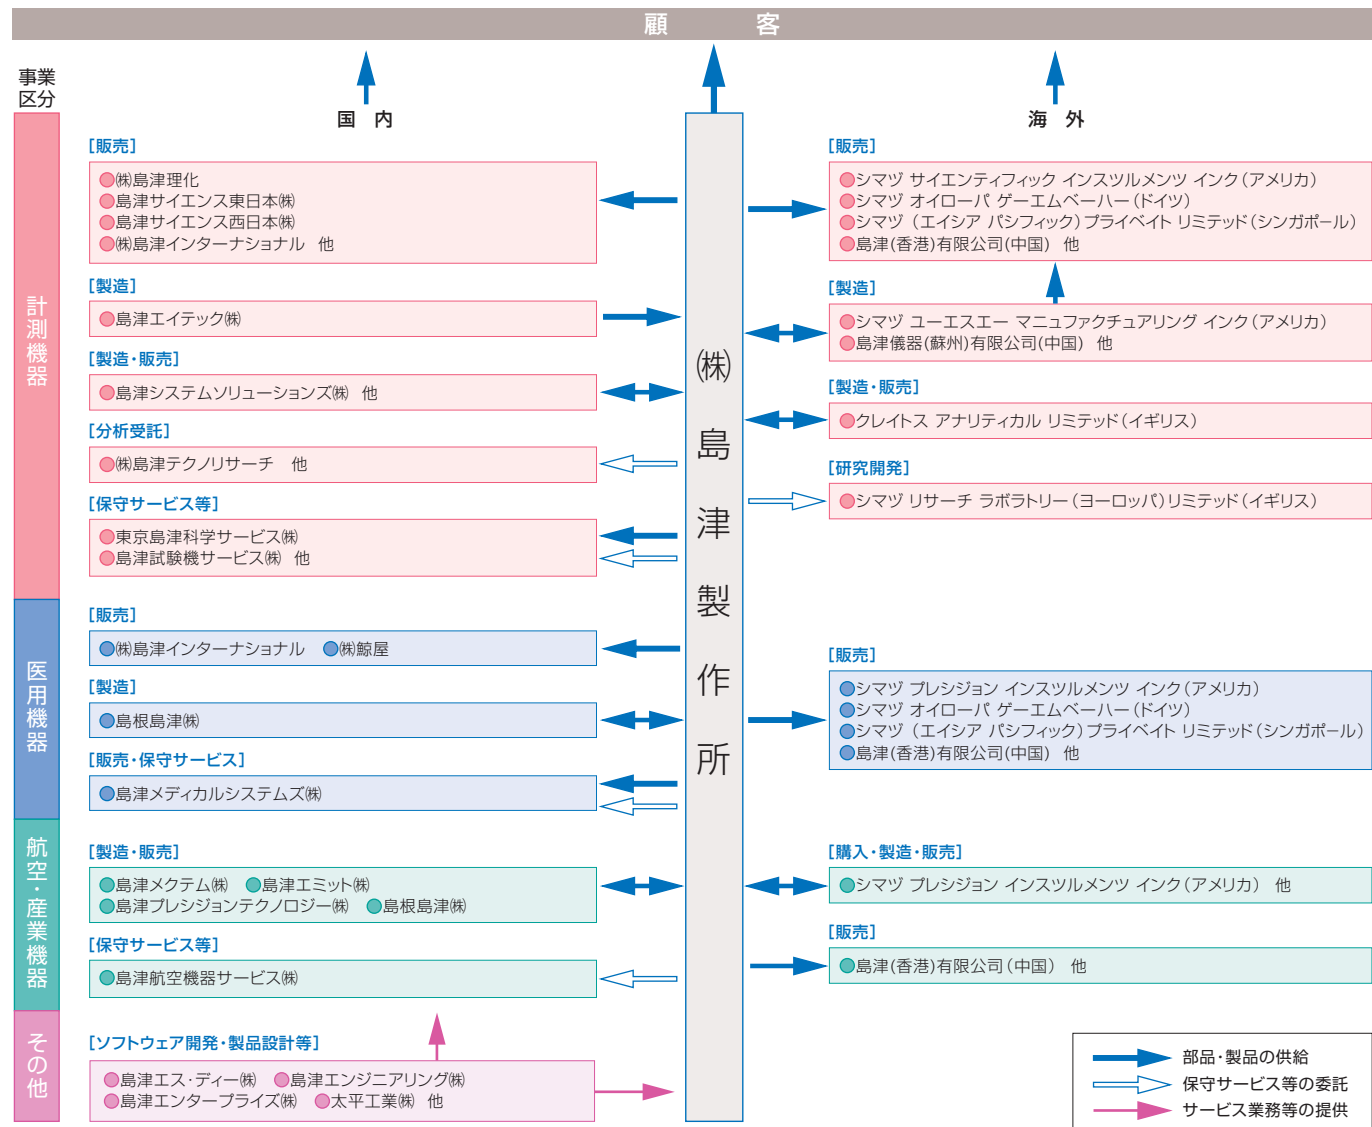 顧　客
事業
区分
国　内
海　外
計測機器
[販売]
●㈱島津理化
●島津サイエンス東日本㈱
●島津サイエンス西日本㈱
●㈱島津インターナショナル　他
[製造]
●島津エイテック㈱
[製造・販売]
●島津システムソリューションズ㈱　他
[分析受託]
●㈱島津テクノリサーチ　他
[保守サービス等]
●東京島津科学サービス㈱
●島津試験機サービス㈱　他
医用機器
[販売]
●㈱島津インターナショナル　●㈱鯨屋
[製造]
●島根島津㈱
[販売・保守サービス]
●島津メディカルシステムズ㈱
航空・産業機器
[製造・販売]
●島津メクテム㈱　●島津エミット㈱
●島津プレシジョンテクノロジー㈱　●島根島津㈱
[保守サービス等]
●島津航空機器サービス㈱
その他
[ソフトウェア開発・製品設計等]
●島津エス・ディー㈱　●島津エンジニアリング㈱
●島津エンタープライズ㈱　●太平工業㈱　他
㈱島津製作所
[販売]
●シマヅ サイエンティフィック インスツルメンツ インク（アメリカ）
●シマヅ オイローパ ゲーエムベーハー（ドイツ）
●シマヅ（エイシア パシフィック）プライベイト リミテッド（シンガポール）
●島津(香港)有限公司(中国)　他
[製造]
●シマヅ ユーエスエー マニュファクチュアリング インク（アメリカ）
●島津儀器(蘇州)有限公司(中国)　他
[製造・販売]
●クレイトス アナリティカル リミテッド（イギリス）
[研究開発]
●シマヅ リサーチ ラボラトリー（ヨーロッパ）リミテッド（イギリス）
[販売]
●シマヅ プレシジョン インスツルメンツ インク（アメリカ）
●シマヅ オイローパ ゲーエムベーハー（ドイツ）
●シマヅ（エイシア パシフィック）プライベイト リミテッド（シンガポール）
●島津(香港)有限公司(中国)　他
[購入・製造・販売]
●シマヅ プレシジョン インスツルメンツ インク（アメリカ）　他
[販売]
●島津(香港)有限公司（中国）　他
部品・製品の供給
保守サービス等の委託
サービス業務等の提供